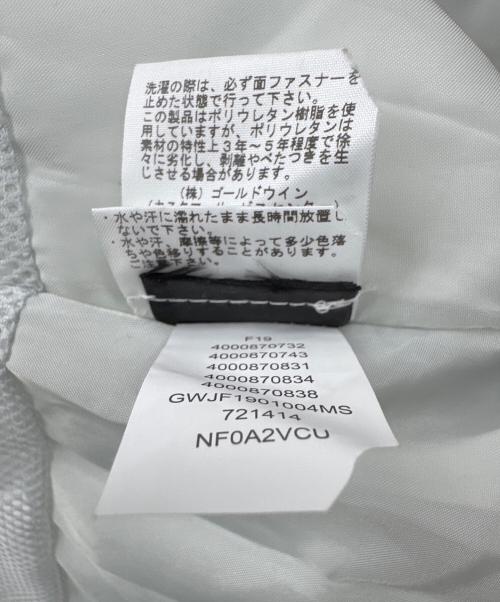 洗濯の際は、必ず面ファスナーを
止めた状態で行って下さい。
この製品はポリウレタン樹脂を使
用していますが、ポリウレタンは
素材の特性上3年～5年程度で徐
々に劣化し、剥離やべたつきを生
じさせる場合があります。
(株) ゴールドウイン
・水や汗に濡れたまま長時間放置し
ないで下さい。
・水や汗、摩擦等によって多少色落
ちや色移りすることがあります。
ご注意下さい。
F19
4000870732
4000870743
4000870831
4000870834
4000870838
GWJF1901004MS
721414
NF0A2VCU